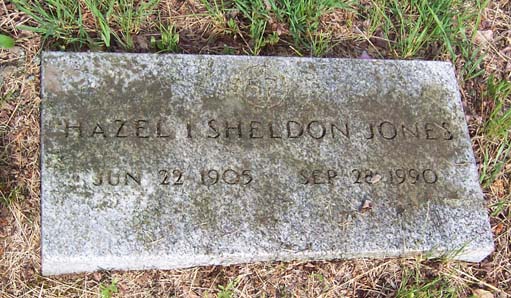 HAZEL I SHELDON JONES
JUN 22 1905 SEP 28 1990